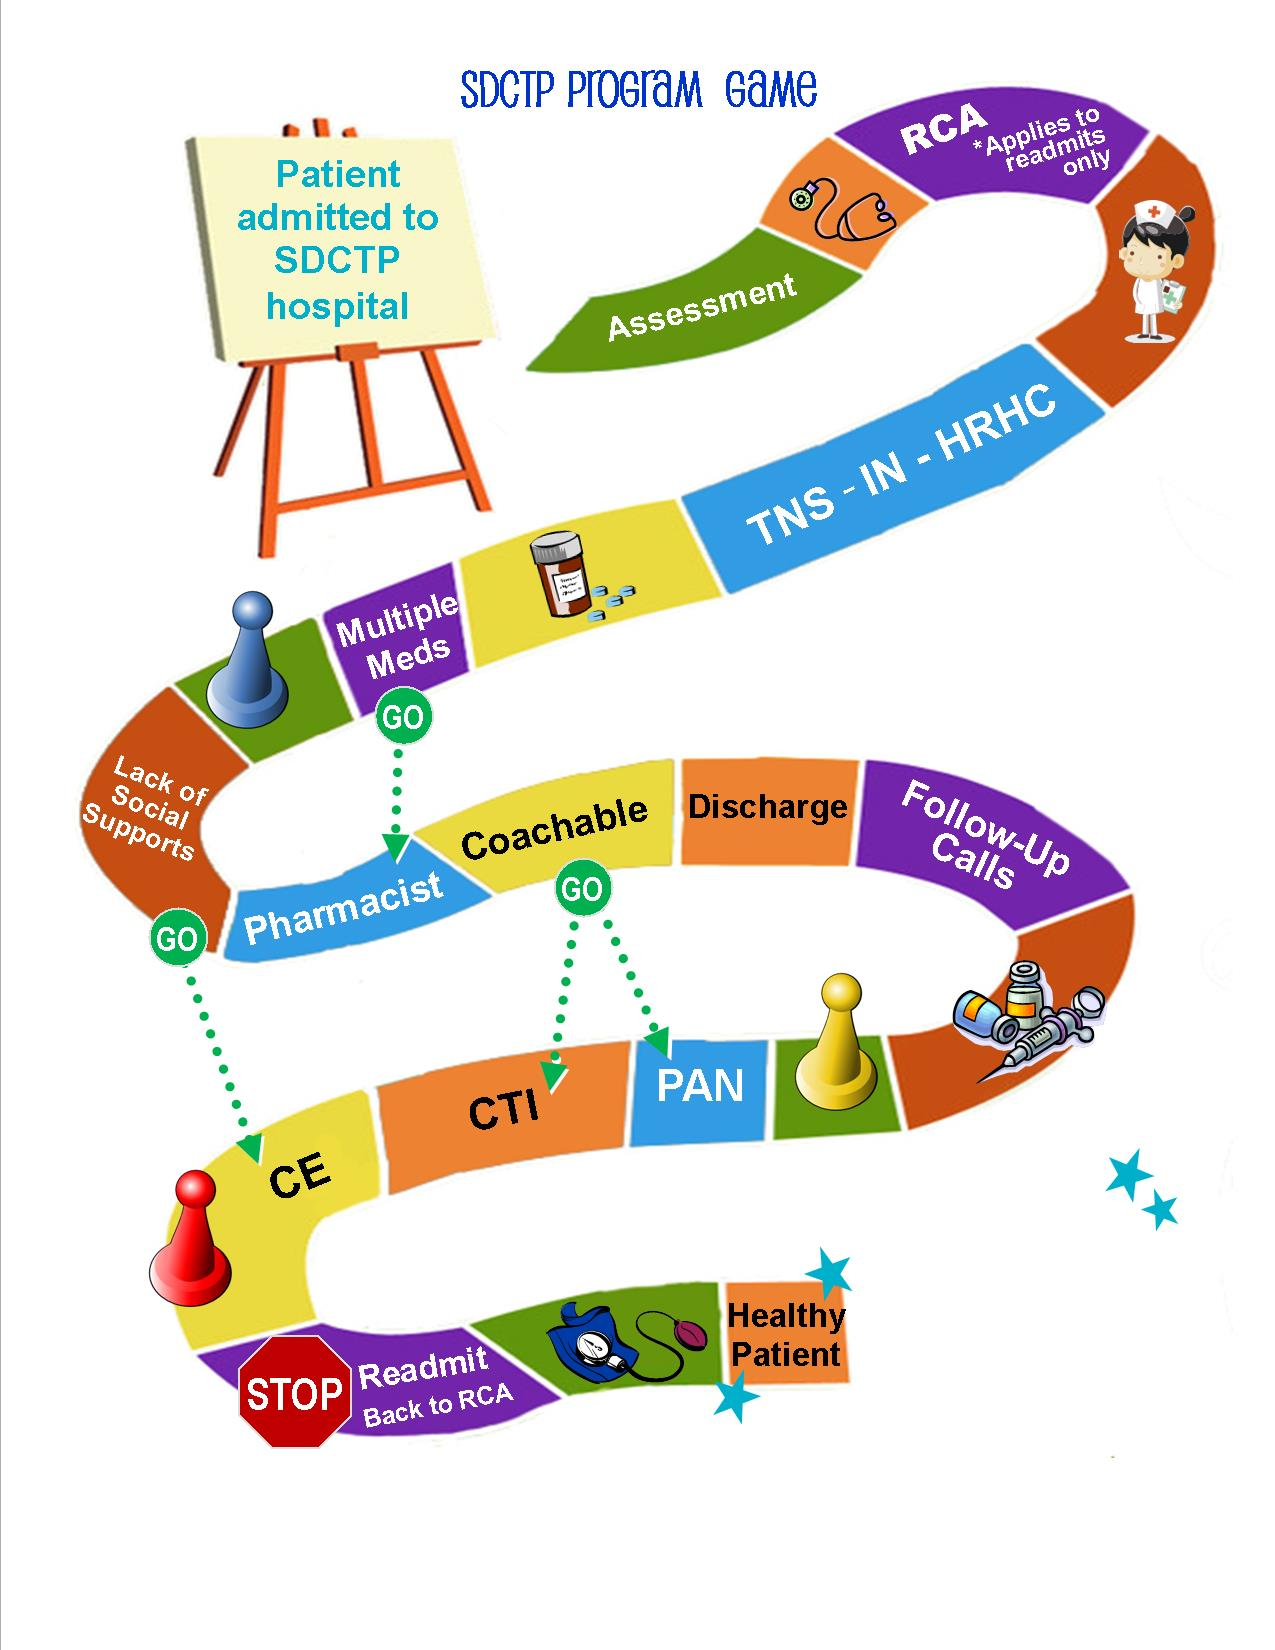 SDCTP PROGRAM GAME
Patient
admitted to
SDCTP
hospital
Assessment
RCA
*Applies to
readmits
only
TNS - IN - HRHC
Multiple
Meds
GO
Lack of
Social
Supports
GO
Pharmacist
Coachable
GO
Discharge
Follow-Up
Calls
PAN
CTI
CE
STOP
Readmit
Back to RCA
Healthy
Patient